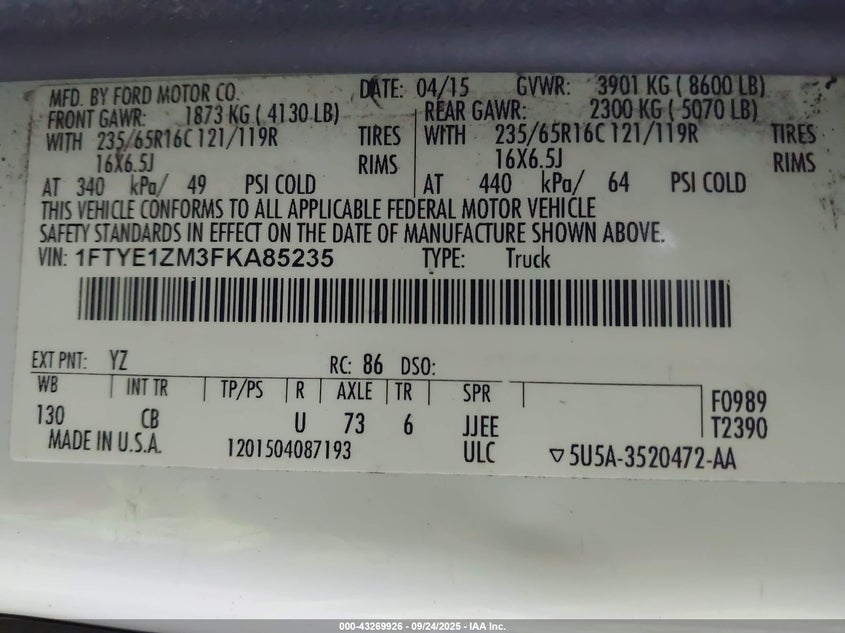 MFD. BY FORD MOTOR CO. DATE: 04/15 GVWR: 3901 KG ( 8600 LB)
FRONT GAWR: 1873 KG ( 4130 LB) REAR GAWR: 2300 KG ( 5070 LB)
WITH 235/65R16C 121/119R TIRES WITH 235/65R16C 121/119R TIRES
16X6.5J RIMS 16X6.5J RIMS
AT 340 kPa/ 49 PSI COLD AT 440 kPa/ 64 PSI COLD
THIS VEHICLE CONFORMS TO ALL APPLICABLE FEDERAL MOTOR VEHICLE
SAFETY STANDARDS IN EFFECT ON THE DATE OF MANUFACTURE SHOWN ABOVE.
VIN: 1FTYE1ZM3FKA85235 TYPE: Truck
EXT PNT: YZ RC: 86 DSO:
WB INT TR TP/PS R AXLE TR SPR F0989
130 CB U 73 6 JJEE T2390
MADE IN U.S.A. 1201504087193 ULC ▽5U5A-3520472-AA
000-43269926 - 09/24/2025 - IAA Inc.